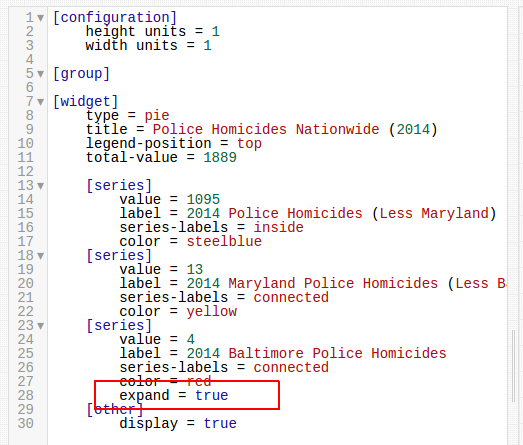 1 [configuration]
2 height units = 1
3 width units = 1
4
5 [group]
6
7 [widget]
8 type = pie
9 title = Police Homicides Nationwide (2014)
10 legend-position = top
11 total-value = 1889
12
13 [series]
14 value = 1095
15 label = 2014 Police Homicides (Less Maryland)
16 series-labels = inside
17 color = steelblue
18 [series]
19 value = 13
20 label = 2014 Maryland Police Homicides (Less
21 series-labels = connected
22 color = yellow
23 [series]
24 value = 4
25 label = 2014 Baltimore Police Homicides
26 series-labels = connected
27 color = red
28 expand = true
29 [other]
30 display = true